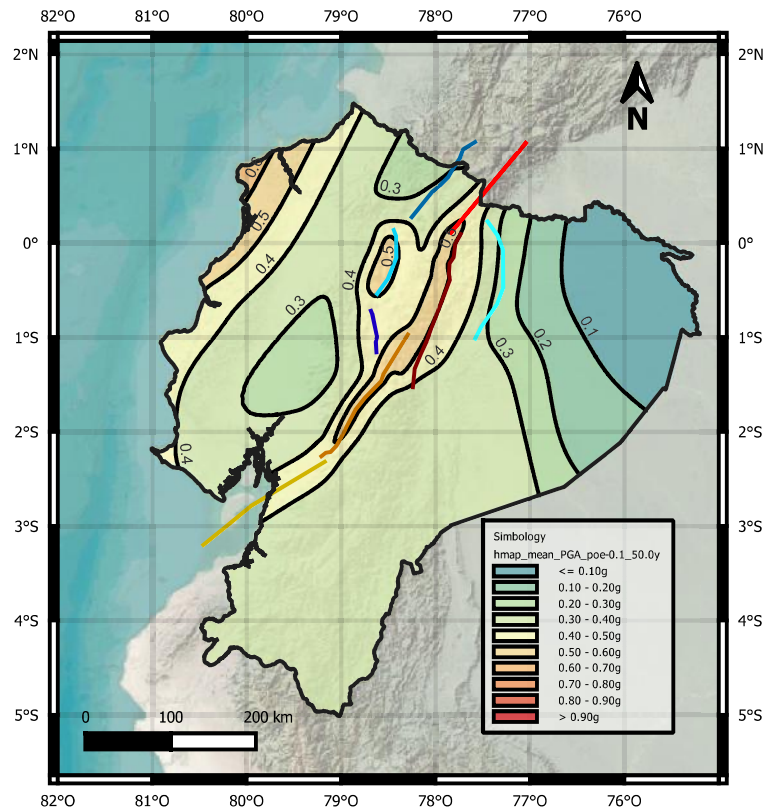 82°O 81°O 80°O 79°O 78°O 77°O 76°O
2°N 2°N
N
1°N 1°N
0.3
0.5
0° 0°
0.4
0.5
0.4
0.3
0.1
0.2
1°S 1°S
0.3
0.4
2°S 2°S
0.4
3°S 3°S
Simbology
hmap_mean_PGA_poe-0.1_50.0y
<= 0.10g
0.10 - 0.20g
0.20 - 0.30g
0.30 - 0.40g
4°S 4°S
0.40 - 0.50g
0.50 - 0.60g
0.60 - 0.70g
0.70 - 0.80g
0.80 - 0.90g
> 0.90g
5°S 5°S
0 100 200 km
82°O 81°O 80°O 79°O 78°O 77°O 76°O